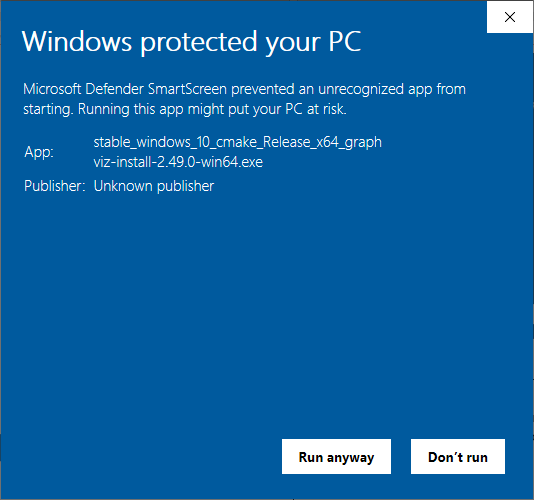 Windows protected your PC
Microsoft Defender SmartScreen prevented an unrecognized app from
starting. Running this app might put your PC at risk.
App: stable_windows_10_cmake_Release_x64_graph
viz-install-2.49.0-win64.exe
Publisher: Unknown publisher
Run anyway Don’t run